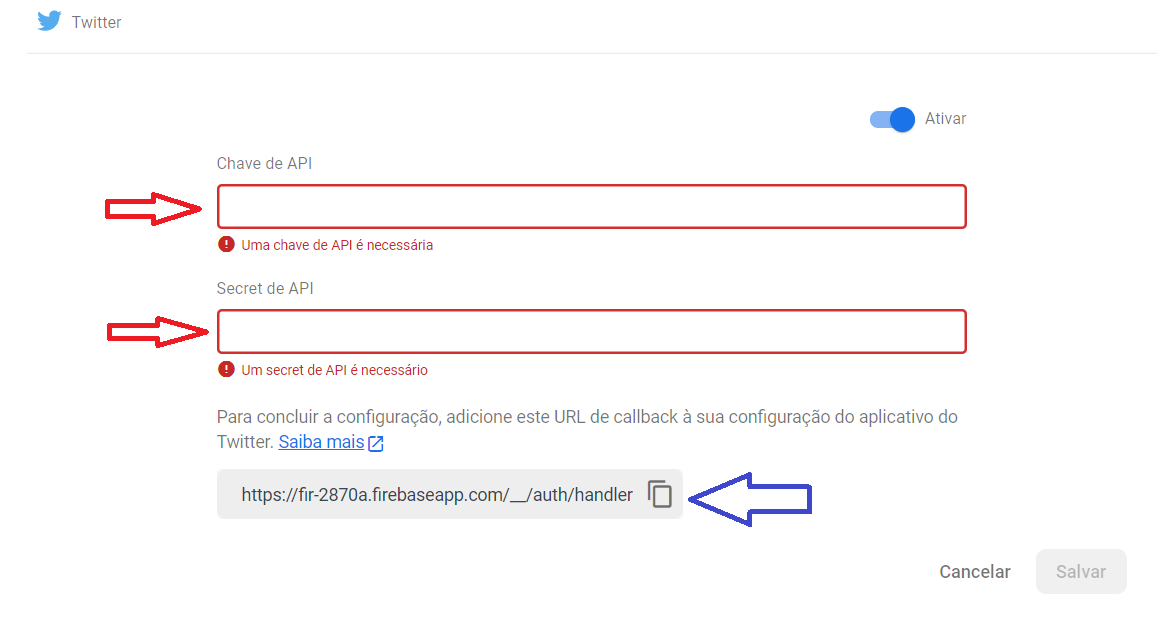 Twitter
Ativar
Chave de API
Uma chave de API é necessária
Secret de API
Um secret de API é necessário
Para concluir a configuração, adicione este URL de callback à sua configuração do aplicativo do
Twitter. Saiba mais
https://fir-2870a.firebaseapp.com/__/auth/handler
Cancelar Salvar